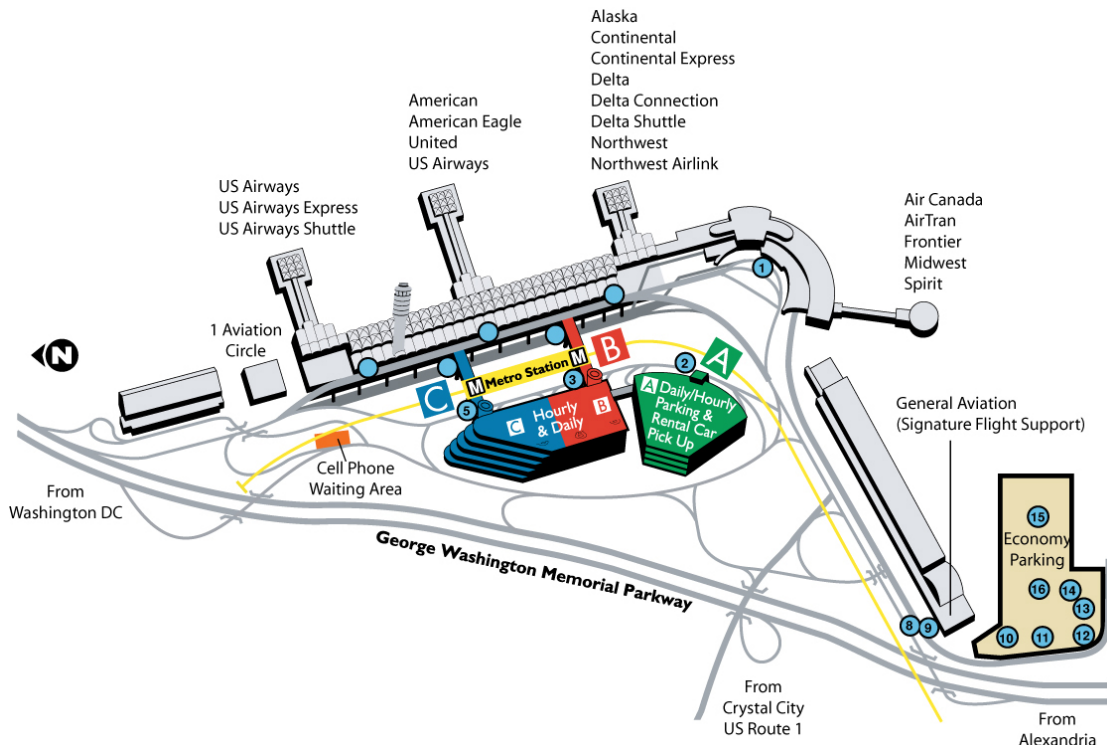 Alaska
Continental
Continental Express
Delta
Delta Connection
Delta Shuttle
Northwest
Northwest Airlink
American
American Eagle
United
US Airways
US Airways
US Airways Express
US Airways Shuttle
Air Canada
AirTran
Frontier
Midwest
Spirit
1
1 Aviation
Circle
N
B
A
2
M Metro Station M
C
3
5
A Daily/Hourly
Parking &
Rental Car
Pick Up
C Hourly
& Daily
B
General Aviation
(Signature Flight Support)
Cell Phone
Waiting Area
From
Washington DC
George Washington Memorial Parkway
15
Economy
Parking
16
14
13
8
9
10
11
12
From
Crystal City
US Route 1
From
Alexandria